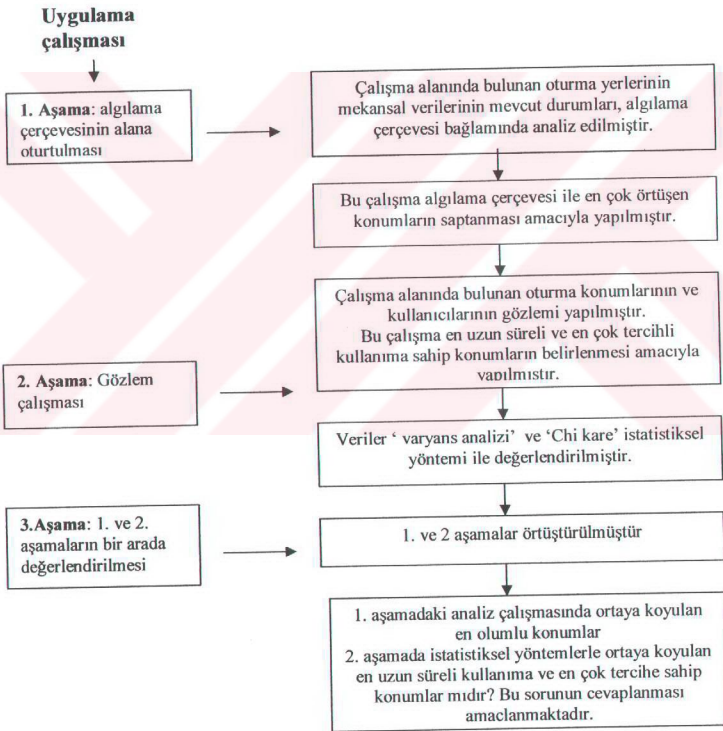 Uygulama
çalışması
1. Aşama: algılama
çerçevesinin alana
oturtulması
Çalışma alanında bulunan oturma yerlerinin
mekansal verilerinin mevcut durumları, algılama
çerçevesi bağlamında analiz edilmiştir.
Bu çalışma algılama çerçevesi ile en çok örtüşen
konumların saptanması amacıyla yapılmıştır.
Çalışma alanında bulunan oturma konumlarının ve
kullanıcılarının gözlemi yapılmıştır.
Bu çalışma en uzun süreli ve en çok tercihli
kullanıma sahip konumların belirlenmesi amacıyla
yapılmıştır.
2. Aşama: Gözlem
çalışması
Veriler ‘ varyans analizi’ ve ‘Chi kare’ istatistiksel
yöntemi ile değerlendirilmiştir.
3.Aşama: 1. ve 2.
aşamaların bir arada
değerlendirilmesi
1. ve 2 aşamalar örtüştürülmüştür
1. aşamadaki analiz çalışmasında ortaya koyulan
en olumlu konumlar
2. aşamada istatistiksel yöntemlerle ortaya koyulan
en uzun süreli kullanıma ve en çok tercihe sahip
konumlar mıdır? Bu sorunun cevaplanması
amaçlanmaktadır.